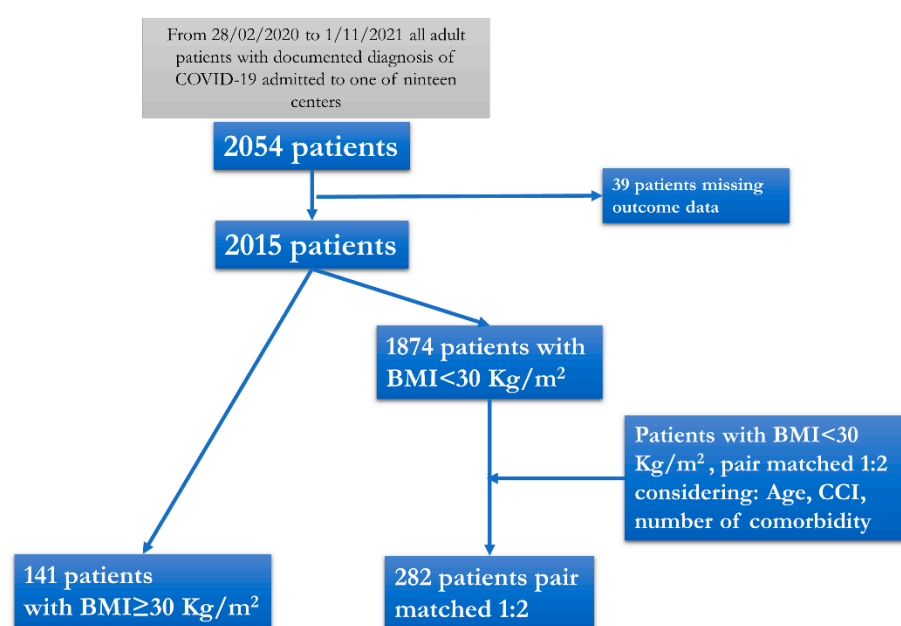 From 28/02/2020 to 1/11/2021 all adult
patients with documented diagnosis of
COVID-19 admitted to one of ninteen
centers
2054 patients
39 patients missing
outcome data
2015 patients
1874 patients with
BMI<30 Kg/m²
Patients with BMI<30
Kg/m² , pair matched 1:2
considering: Age, CCI,
number of comorbidity
141 patients
with BMI≥30 Kg/m²
282 patients pair
matched 1:2